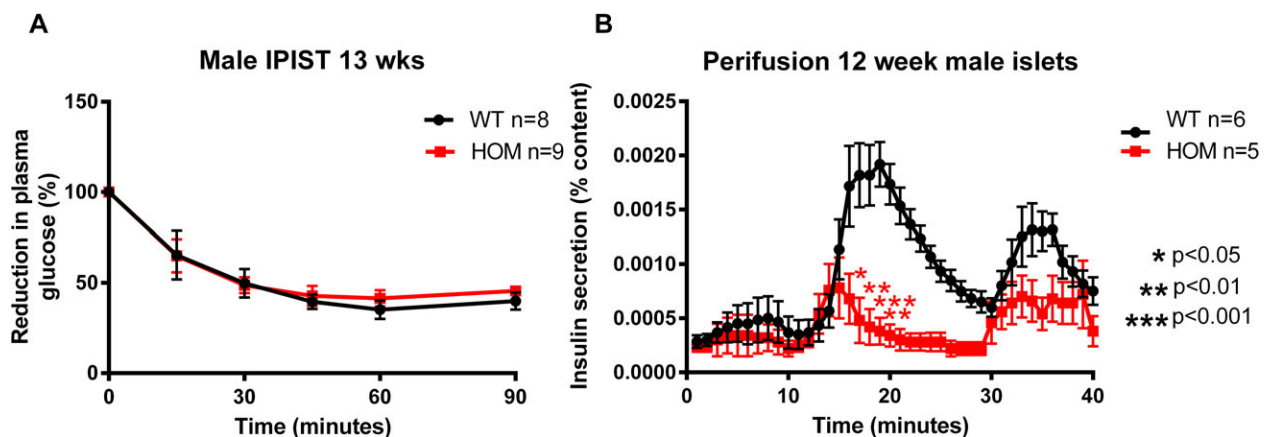 A
Male IPIST 13 wks
Reduction in plasma
glucose (%)
150
100
50
0
0
30
60
90
Time (minutes)
WT n=8
HOM n=9
B
Perifusion 12 week male islets
Insulin secretion (% content)
0.0025
0.0020
0.0015
0.0010
0.0005
0.0000
0
10
20
30
40
Time (minutes)
*
**
***
**
WT n=6
HOM n=5
* p<0.05
** p<0.01
*** p<0.001